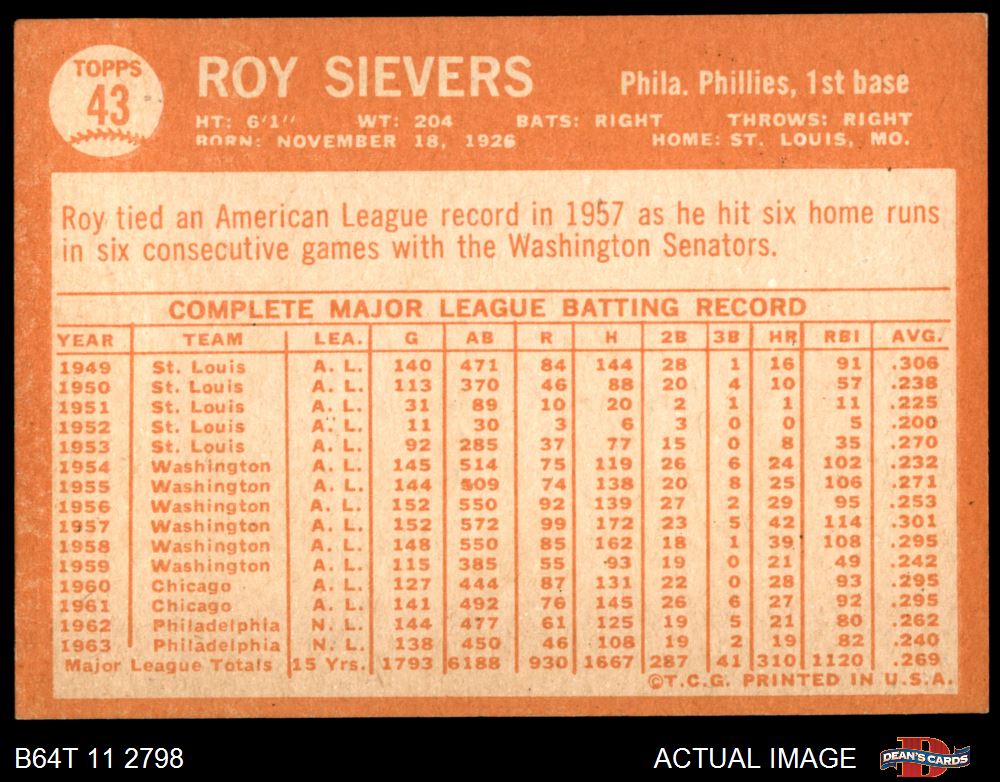 TOPPS
43
ROY SIEVERS
Phila. Phillies, 1st base
HT: 6'1" WT: 204 BATS: RIGHT THROWS: RIGHT
BORN: NOVEMBER 18, 1926 HOME: ST. LOUIS, MO.
Roy tied an American League record in 1957 as he hit six home runs
in six consecutive games with the Washington Senators.
COMPLETE MAJOR LEAGUE BATTING RECORD
YEAR TEAM LEA. G AB R H 2B 3B HR RBI AVG.
1949 St. Louis A. L. 140 471 84 144 28 1 16 91 .306
1950 St. Louis A. L. 113 370 46 88 20 4 10 57 .238
1951 St. Louis A. L. 31 89 10 20 2 1 1 11 .225
1952 St. Louis A. L. 11 30 3 6 3 0 0 5 .200
1953 St. Louis A. L. 92 285 37 77 15 0 8 35 .270
1954 Washington A. L. 145 514 75 119 26 6 24 102 .232
1955 Washington A. L. 144 509 74 138 20 8 25 106 .271
1956 Washington A. L. 152 550 92 139 27 2 29 95 .253
1957 Washington A. L. 152 572 99 172 23 5 42 114 .301
1958 Washington A. L. 148 550 85 162 18 1 39 108 .295
1959 Washington A. L. 115 385 55 93 19 0 21 49 .242
1960 Chicago A. L. 127 444 87 131 22 0 28 93 .295
1961 Chicago A. L. 141 492 76 145 26 6 27 92 .295
1962 Philadelphia N. L. 144 477 61 125 19 5 21 80 .262
1963 Philadelphia N. L. 138 450 46 108 19 2 19 82 .240
Major League Totals 15 Yrs. 1793 6188 930 1667 287 41 310 1120 .269
©T.C.G. PRINTED IN U.S.A.
B64T 11 2798 ACTUAL IMAGE
DEAN'S CARDS